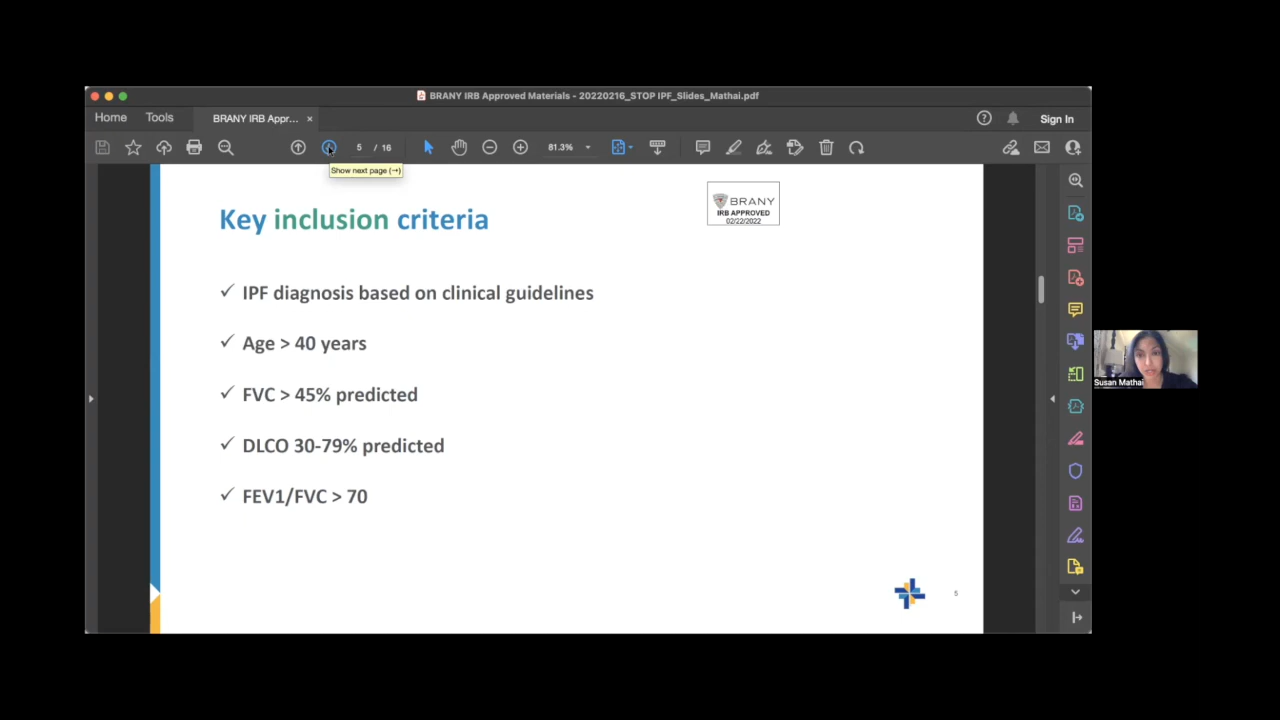 BRANY IRB Approved Materials - 20220216_STOP IPF_Slides_Mathai.pdf
Home
Tools
BRANY IRB Appr... ×
Sign In
5 / 16
81.3%
Show next page (→)
BRANY
IRB APPROVED
02/22/2022
Key inclusion criteria
✓ IPF diagnosis based on clinical guidelines
✓ Age > 40 years
✓ FVC > 45% predicted
✓ DLCO 30-79% predicted
✓ FEV1/FVC > 70
5
Susan Mathai